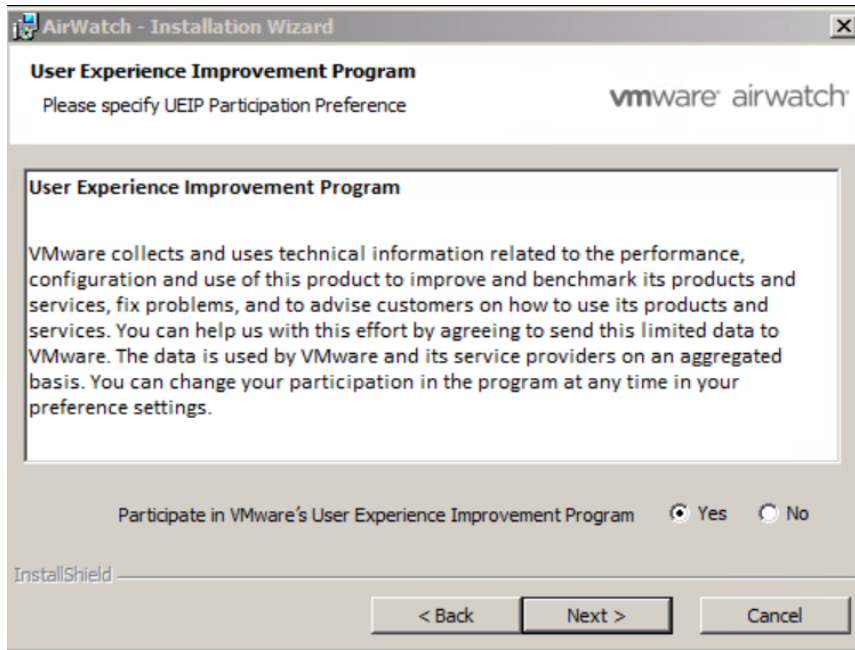 AirWatch - Installation Wizard
User Experience Improvement Program
Please specify UEIP Participation Preference
vmware airwatch
User Experience Improvement Program
VMware collects and uses technical information related to the performance,
configuration and use of this product to improve and benchmark its products and
services, fix problems, and to advise customers on how to use its products and
services. You can help us with this effort by agreeing to send this limited data to
VMware. The data is used by VMware and its service providers on an aggregated
basis. You can change your participation in the program at any time in your
preference settings.
Participate in VMware's User Experience Improvement Program Yes No
InstallShield
< Back Next > Cancel